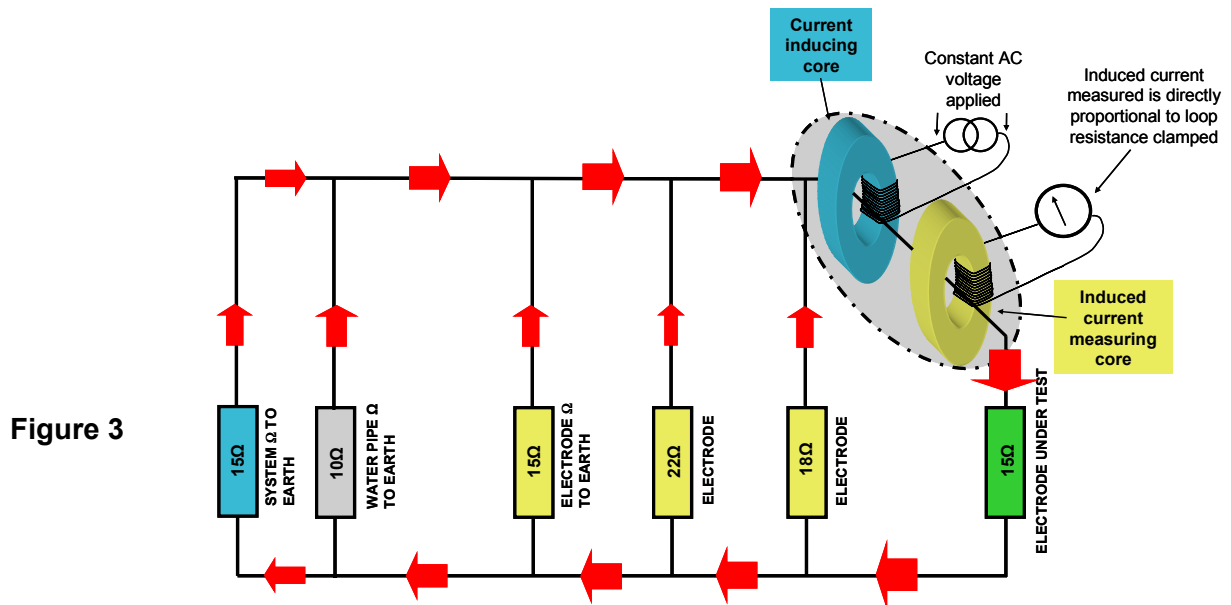 Current
inducing
core
Constant AC
voltage
applied
Induced current
measured is directly
proportional to loop
resistance clamped
Induced
current
measuring
core
Figure 3
15Ω
SYSTEM Ω TO
EARTH
10Ω
WATER PIPE Ω
TO EARTH
15Ω
ELECTRODE Ω
TO EARTH
22Ω
ELECTRODE
18Ω
ELECTRODE
15Ω
ELECTRODE UNDER TEST